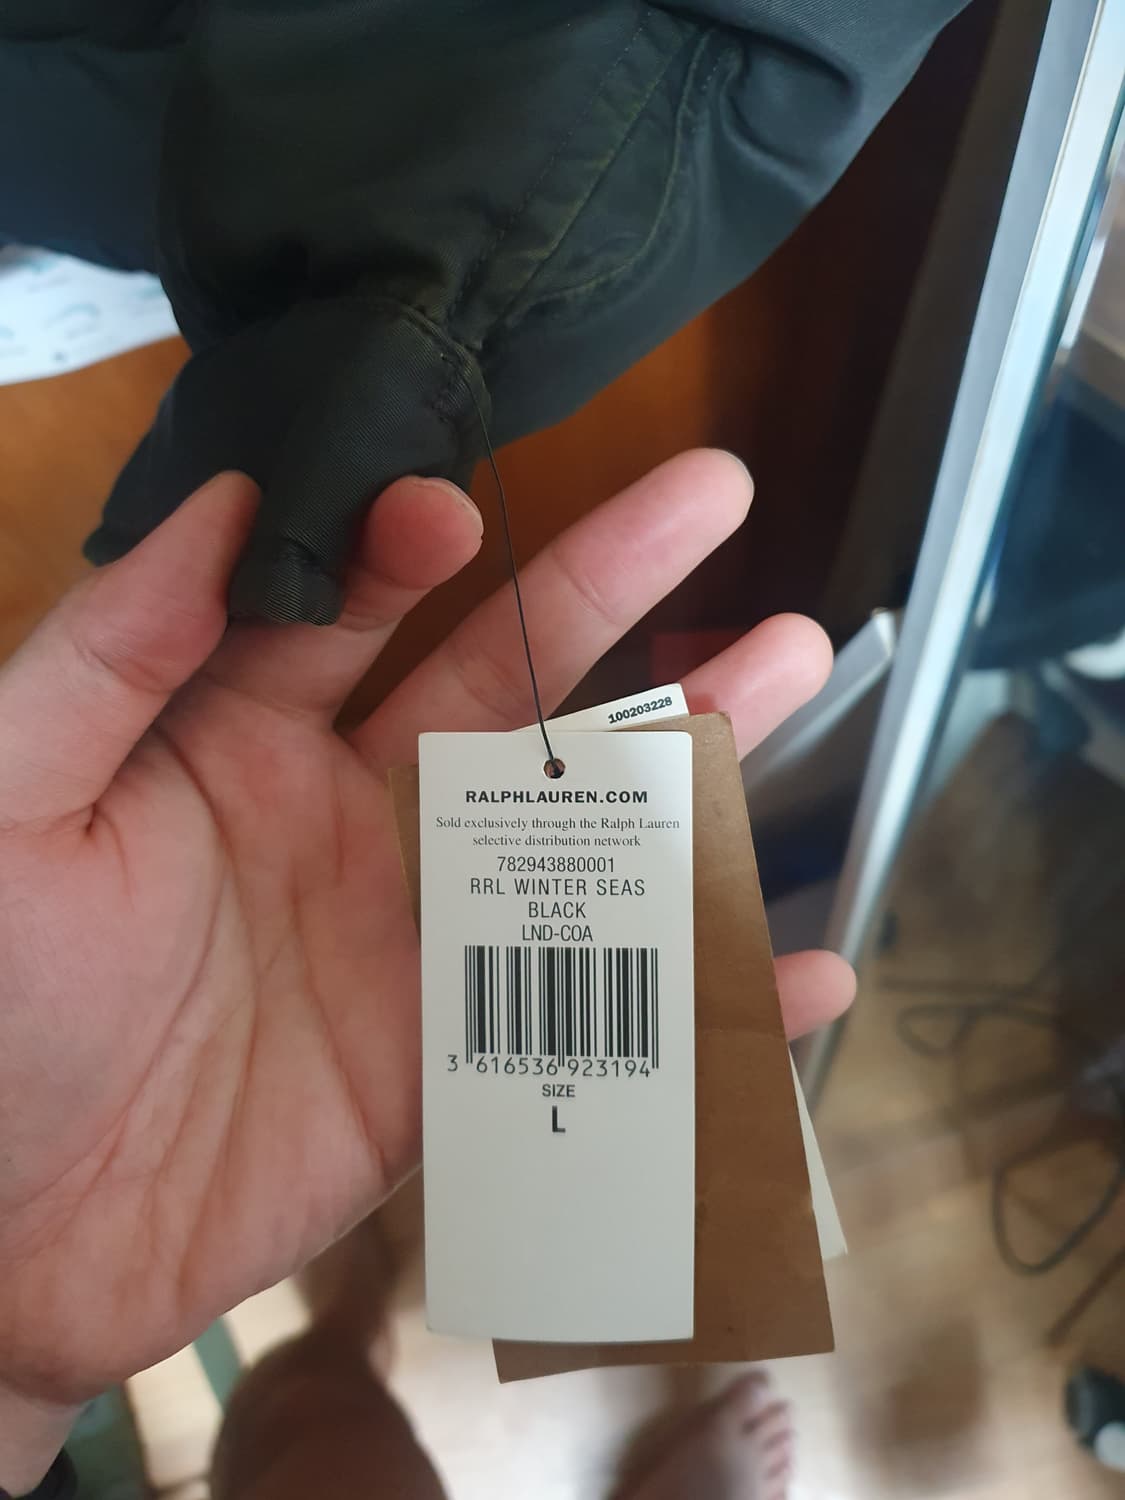 100203228
RALPHLAUREN.COM
Sold exclusively through the Ralph Lauren
selective distribution network
782943880001
RRL WINTER SEAS
BLACK
LND-COA
3 616536 923194
SIZE
L